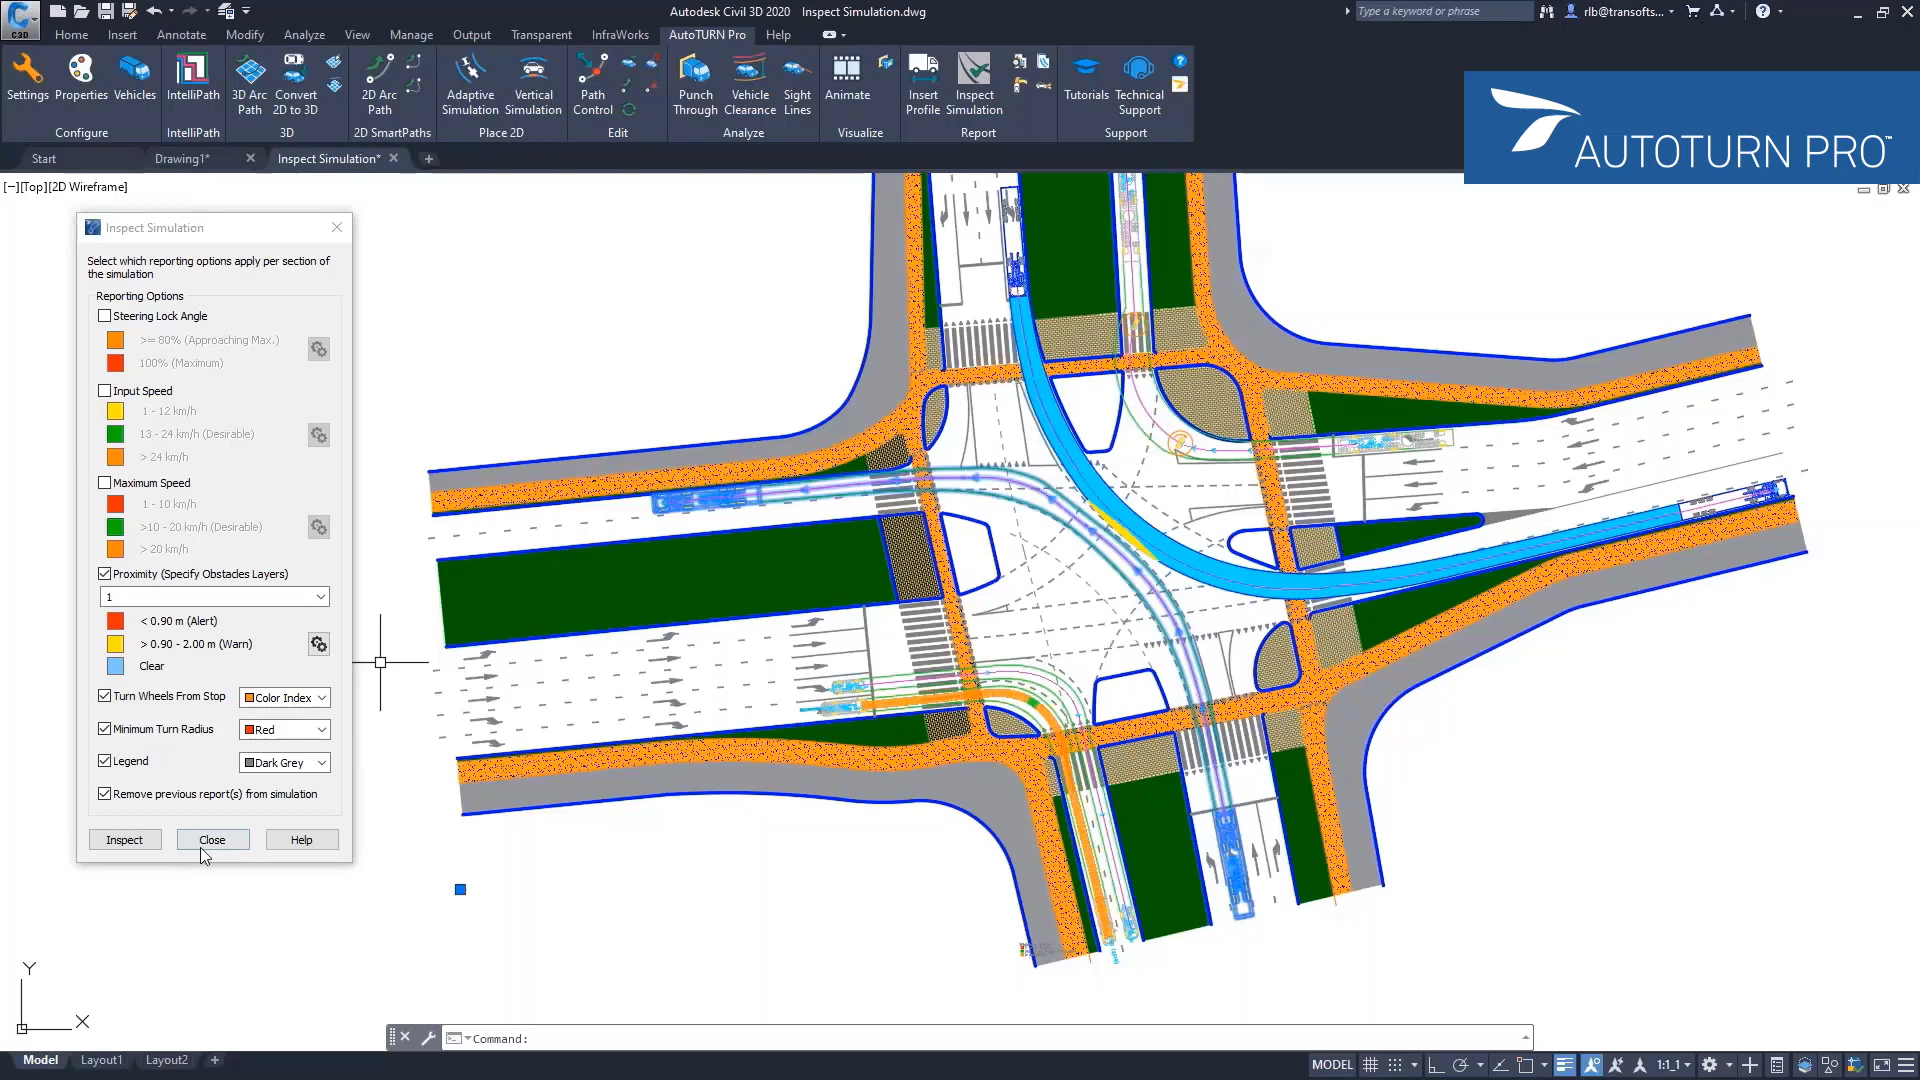 Autodesk Civil 3D 2020 Inspect Simulation.dwg
Type a keyword or phrase
rlb@transofts...
C3D
Home Insert Annotate Modify Analyze View Manage Output Transparent InfraWorks AutoTURN Pro Help
Settings Properties Vehicles IntelliPath 3D Arc Path Convert 2D to 3D 2D Arc Path Adaptive Simulation Vertical Simulation Path Control Punch Through Vehicle Clearance Sight Lines Animate Insert Profile Inspect Simulation Tutorials Technical Support
Configure IntelliPath 3D 2D SmartPaths Place 2D Edit Analyze Visualize Report Support
AUTOTURN PRO™
Start Drawing1* Inspect Simulation*
[−][Top][2D Wireframe]
Inspect Simulation
Select which reporting options apply per section of
the simulation
Reporting Options
Steering Lock Angle
>= 80% (Approaching Max.)
100% (Maximum)
Input Speed
1 - 12 km/h
13 - 24 km/h (Desirable)
> 24 km/h
Maximum Speed
1 - 10 km/h
>10 - 20 km/h (Desirable)
> 20 km/h
Proximity (Specify Obstacles Layers)
1
< 0.90 m (Alert)
> 0.90 - 2.00 m (Warn)
Clear
Turn Wheels From Stop Color Index
Minimum Turn Radius Red
Legend Dark Grey
Remove previous report(s) from simulation
Inspect Close Help
Y
X
Command:
Model Layout1 Layout2
MODEL 1:1_1